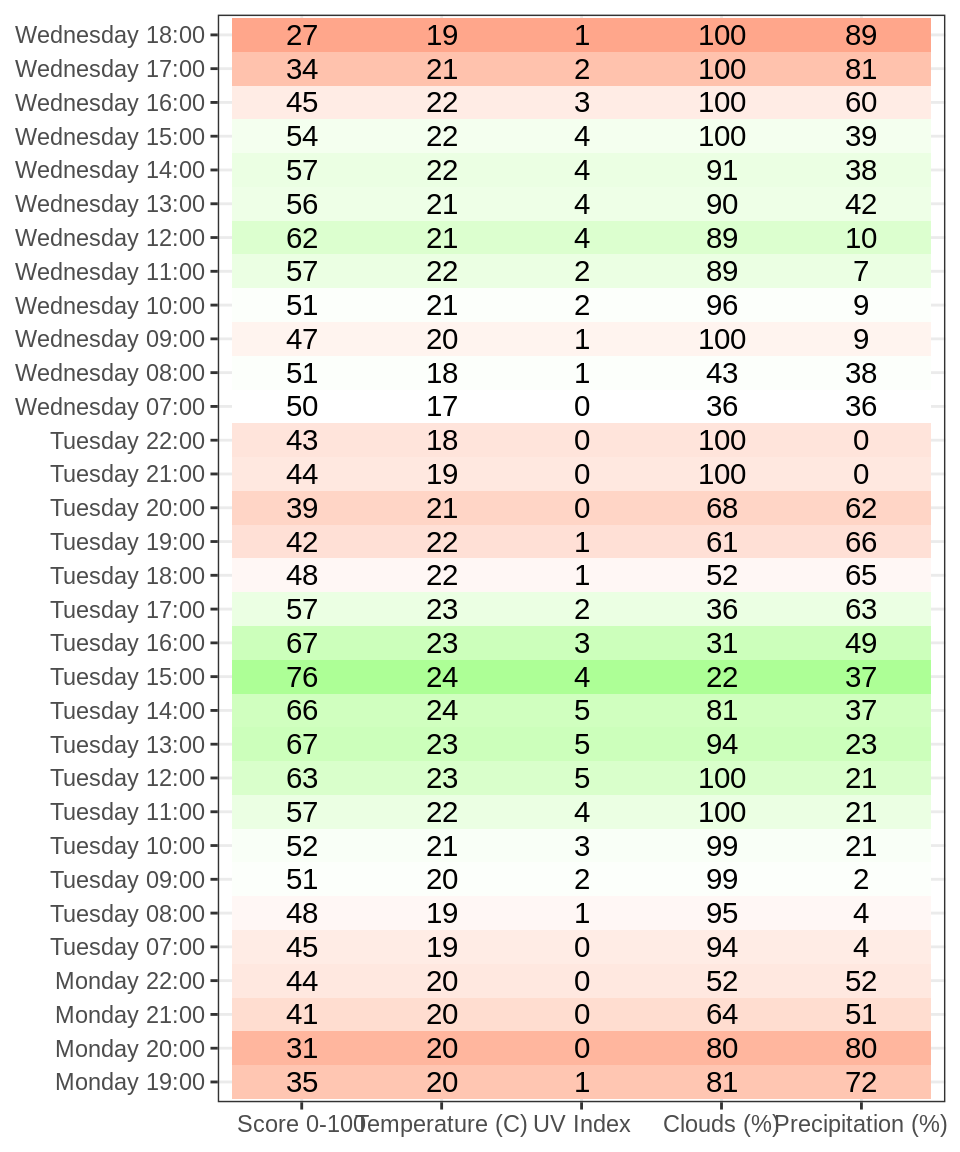 Wednesday 18:00 27 19 1 100 89
Wednesday 17:00 34 21 2 100 81
Wednesday 16:00 45 22 3 100 60
Wednesday 15:00 54 22 4 100 39
Wednesday 14:00 57 22 4 91 38
Wednesday 13:00 56 21 4 90 42
Wednesday 12:00 62 21 4 89 10
Wednesday 11:00 57 22 2 89 7
Wednesday 10:00 51 21 2 96 9
Wednesday 09:00 47 20 1 100 9
Wednesday 08:00 51 18 1 43 38
Wednesday 07:00 50 17 0 36 36
Tuesday 22:00 43 18 0 100 0
Tuesday 21:00 44 19 0 100 0
Tuesday 20:00 39 21 0 68 62
Tuesday 19:00 42 22 1 61 66
Tuesday 18:00 48 22 1 52 65
Tuesday 17:00 57 23 2 36 63
Tuesday 16:00 67 23 3 31 49
Tuesday 15:00 76 24 4 22 37
Tuesday 14:00 66 24 5 81 37
Tuesday 13:00 67 23 5 94 23
Tuesday 12:00 63 23 5 100 21
Tuesday 11:00 57 22 4 100 21
Tuesday 10:00 52 21 3 99 21
Tuesday 09:00 51 20 2 99 2
Tuesday 08:00 48 19 1 95 4
Tuesday 07:00 45 19 0 94 4
Monday 22:00 44 20 0 52 52
Monday 21:00 41 20 0 64 51
Monday 20:00 31 20 0 80 80
Monday 19:00 35 20 1 81 72
Score 0-100 Temperature (C) UV Index Clouds (%) Precipitation (%)